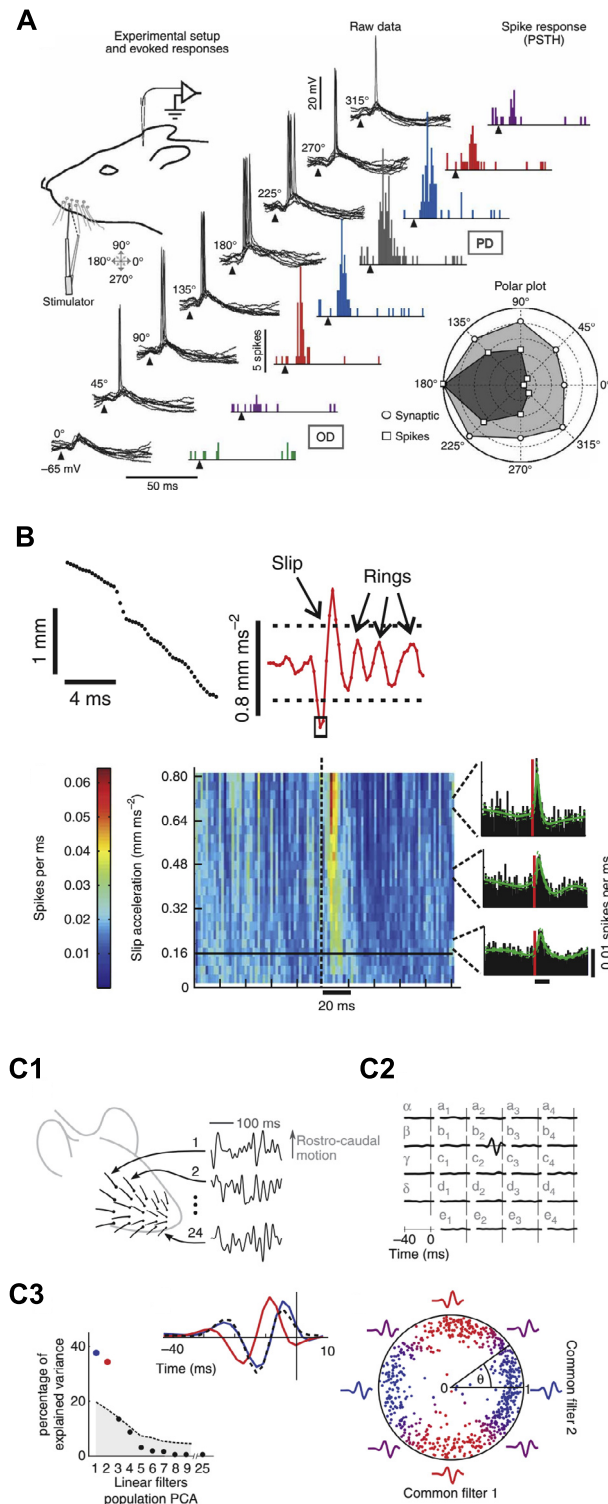 A
Experimental setup
and evoked responses
Raw data
Spike response
(PSTH)
20 mV
315°
270°
225°
180°
135°
90°
45°
0°
−65 mV
50 ms
90°
180° 0°
270°
Stimulator
5 spikes
PD
OD
Polar plot
90°
135°
45°
180°
0°
225°
315°
270°
Synaptic
Spikes
B
1 mm
4 ms
Slip
Rings
0.8 mm ms−2
Spikes per ms
0.06
0.05
0.04
0.03
0.02
0.01
Slip acceleration (mm ms−2)
0.80
0.64
0.48
0.32
0.16
0
20 ms
0.01 spikes per ms
C1
1
2
24
100 ms
Rostro-caudal
motion
C2
α a1 a2 a3 a4
β b1 b2 b3 b4
γ c1 c2 c3 c4
δ d1 d2 d3 d4
e1 e2 e3 e4
−40 0
Time (ms)
C3
percentage of
explained variance
40
20
0
1 2 3 4 5 6 7 8 9 25
Linear filters
population PCA
−40
Time (ms)
10
0
θ
1
Common filter 2
Common filter 1